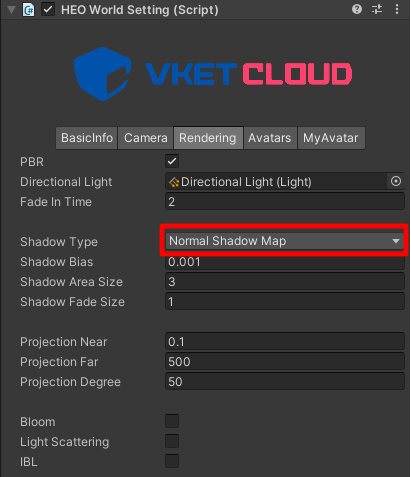 HEO World Setting (Script)
VKET CLOUD
BasicInfo Camera Rendering Avatars MyAvatar
PBR
Directional Light Directional Light (Light)
Fade In Time 2
Shadow Type Normal Shadow Map
Shadow Bias 0.001
Shadow Area Size 3
Shadow Fade Size 1
Projection Near 0.1
Projection Far 500
Projection Degree 50
Bloom
Light Scattering
IBL